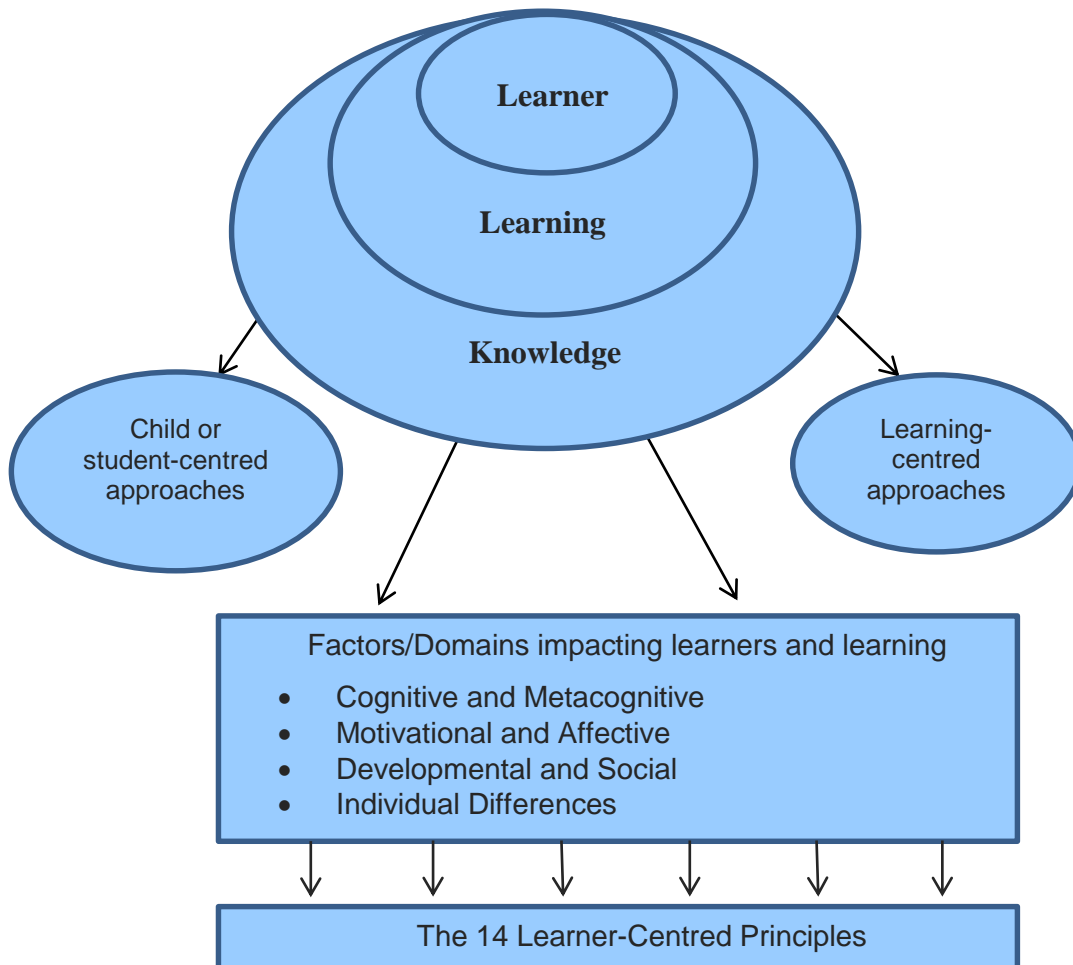 Learner
Learning
Knowledge
Child or
student-centred
approaches
Learning-
centred
approaches
Factors/Domains impacting learners and learning
• Cognitive and Metacognitive
• Motivational and Affective
• Developmental and Social
• Individual Differences
The 14 Learner-Centred Principles